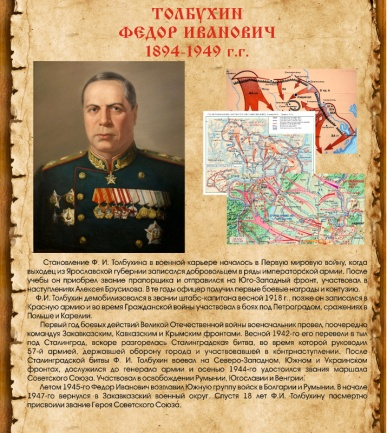 ТОЛБУХИН
ФЕДОР ИВАНОВИЧ
1894-1949 г.г.
Становление Ф. И. Толбухина в военной карьере началось в Первую мировую войну, когда
выходец из Ярославской губернии записался добровольцем в ряды императорской армии. После
учебы он приобрел звание прапорщика и отправился на Юго-Западный фронт, участвовал в
наступлениях Алексея Брусилова. В те годы офицер получил первые боевые награды и контузию.
Ф.И. Толбухин демобилизовался в звании штабс-капитана весной 1918 г., позже он записался в
Красную армию и во время Гражданской войны участвовал в боях под Петроградом, сражениях в
Польше и Карелии.
Первый год боевых действий Великой Отечественной войны военачальник провел, поочередно
командуя Закавказским, Кавказским и Крымским фронтами. Весной 1942-го его перевели в тыл
под Сталинград, вскоре разгорелась Сталинградская битва, во время которой руководил
57-й армией, державшей оборону города и участвовавшей в контрнаступлении. После
Сталинградской битвы Ф. И. Толбухин воевал на Северо-Западном, Южном и Украинском
фронтах, дослужился до генерала армии и осенью 1944-го удостоился звания маршала
Советского Союза. Участвовал в освобождении Румынии, Югославии и Венгрии.
Летом 1945-го Федор Иванович возглавил Южную группу войск в Болгарии и Румынии. В начале
1947-го вернулся в Закавказский военный округ. Спустя 18 лет Ф.И. Толбухину посмертно
присвоили звание Героя Советского Союза.